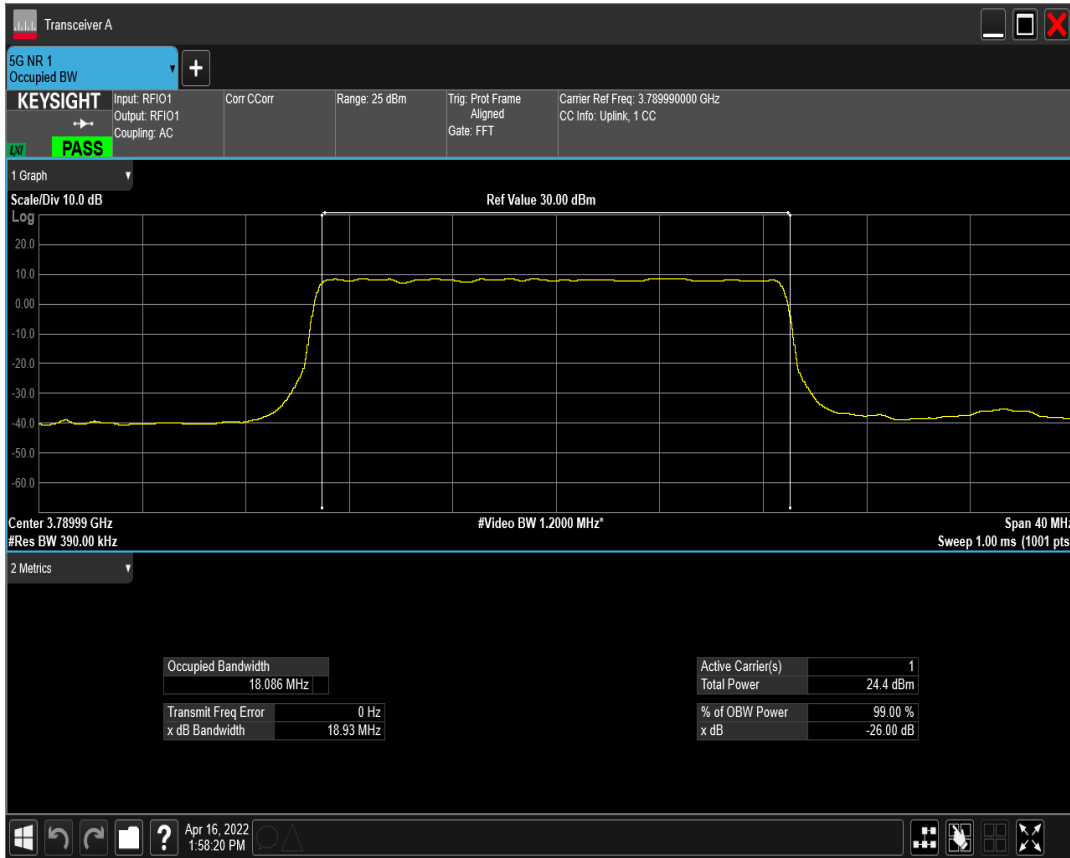 Transceiver A
5G NR 1
Occupied BW
+
KEYSIGHT
LXI
PASS
Input: RFIO1
Output: RFIO1
Coupling: AC
Corr CCorr
Range: 25 dBm
Trig: Prot Frame
Aligned
Gate: FFT
Carrier Ref Freq: 3.789990000 GHz
CC Info: Uplink, 1 CC
1 Graph
Scale/Div 10.0 dB
Ref Value 30.00 dBm
Log
20.0
10.0
0.00
-10.0
-20.0
-30.0
-40.0
-50.0
-60.0
Center 3.78999 GHz
#Video BW 1.2000 MHz*
Span 40 MHz
#Res BW 390.00 kHz
Sweep 1.00 ms (1001 pts
2 Metrics
Occupied Bandwidth
18.086 MHz
Transmit Freq Error 0 Hz
x dB Bandwidth 18.93 MHz
Active Carrier(s) 1
Total Power 24.4 dBm
% of OBW Power 99.00 %
x dB -26.00 dB
?
Apr 16, 2022
1:58:20 PM